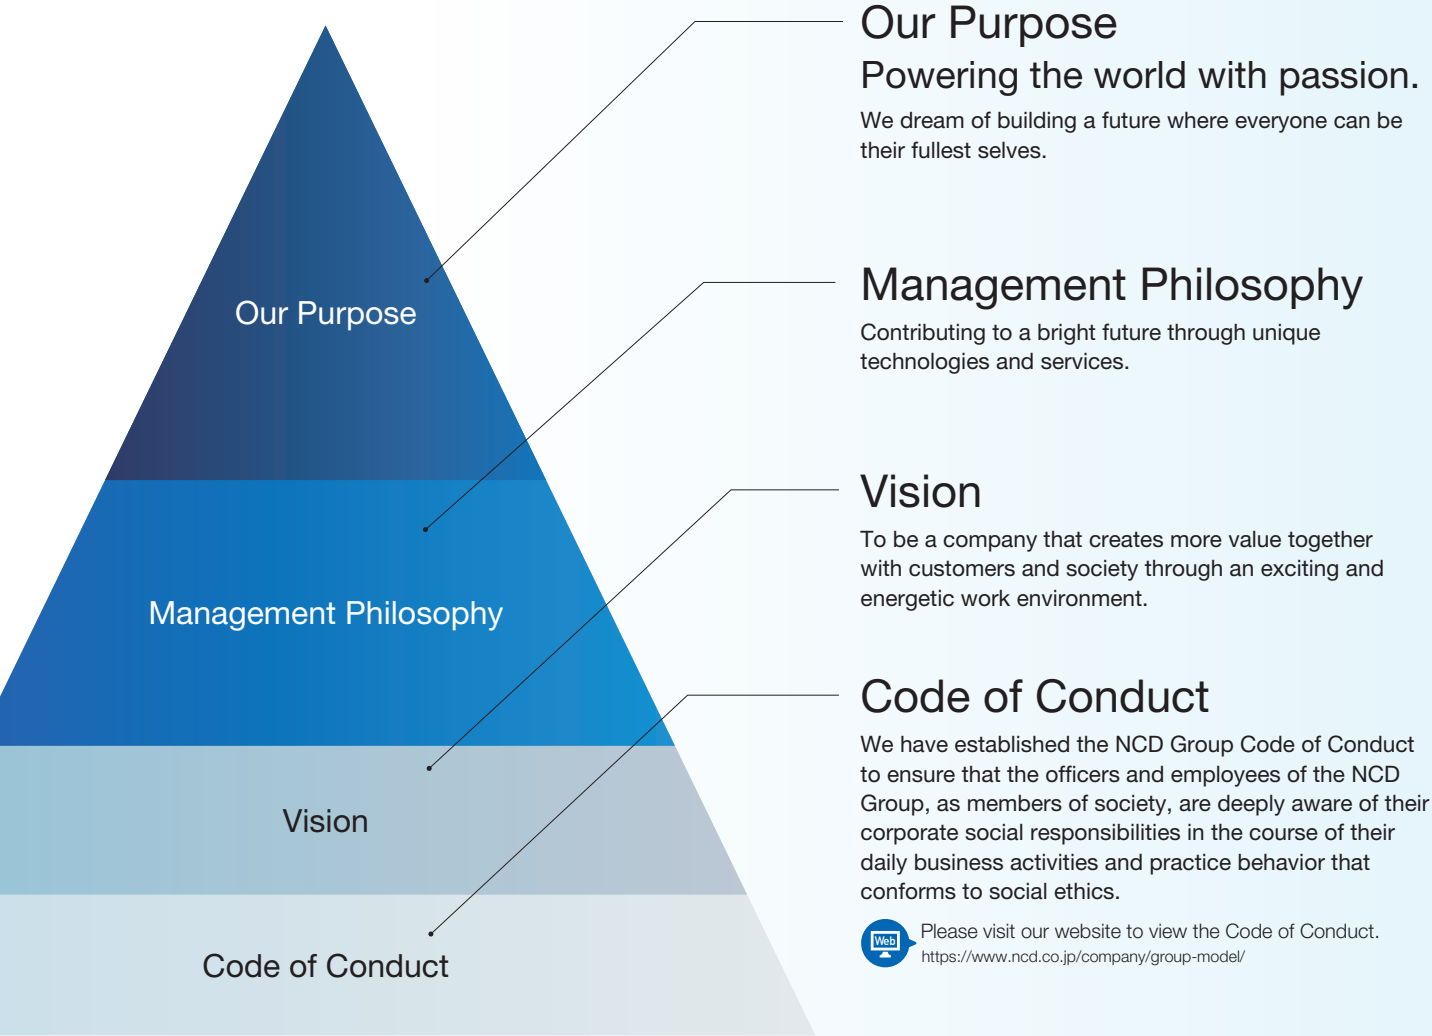 Our Purpose
Management Philosophy
Vision
Code of Conduct
Our Purpose
Powering the world with passion.
We dream of building a future where everyone can be
their fullest selves.
Management Philosophy
Contributing to a bright future through unique
technologies and services.
Vision
To be a company that creates more value together
with customers and society through an exciting and
energetic work environment.
Code of Conduct
We have established the NCD Group Code of Conduct
to ensure that the officers and employees of the NCD
Group, as members of society, are deeply aware of their
corporate social responsibilities in the course of their
daily business activities and practice behavior that
conforms to social ethics.
Web
Please visit our website to view the Code of Conduct.
https://www.ncd.co.jp/company/group-model/